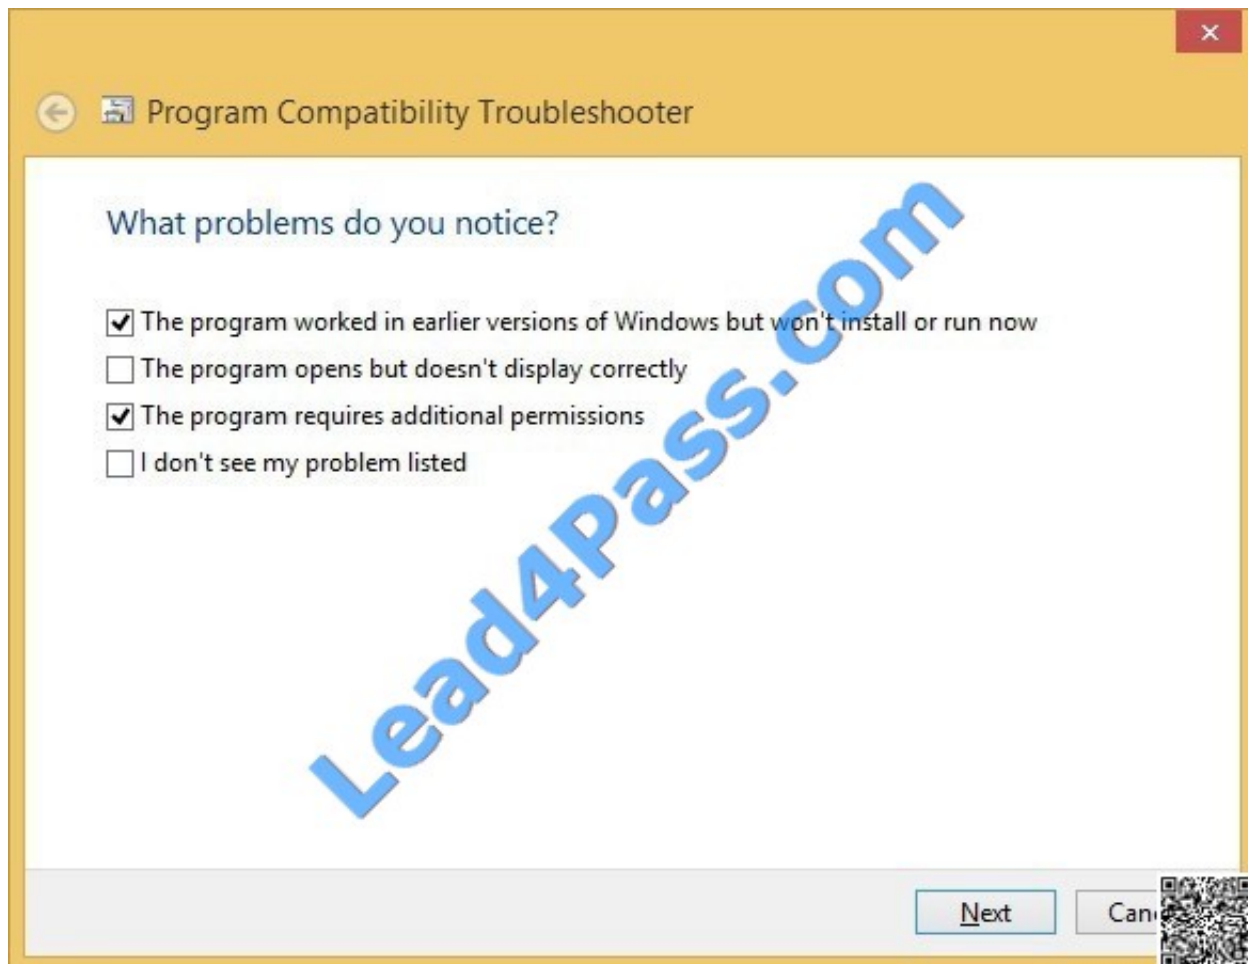 Program Compatibility Troubleshooter
What problems do you notice?
The program worked in earlier versions of Windows but won't install or run now
The program opens but doesn't display correctly
The program requires additional permissions
I don't see my problem listed
Lead4Pass.com
Next